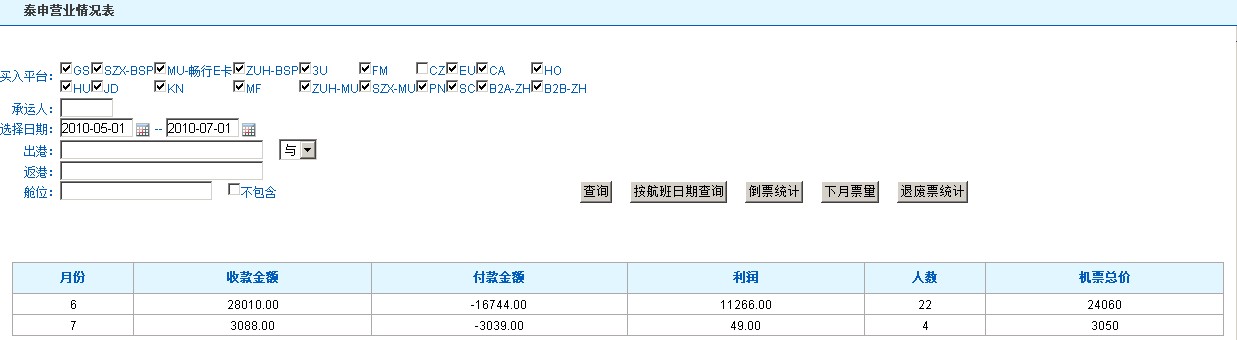 泰申营业情况表
买入平台: GS SZX-BSP MU-畅行E卡 ZUH-BSP 3U FM CZ EU CA HO
HU JD KN MF ZUH-MU SZX-MU PN SC B2A-ZH B2B-ZH
承运人:
选择日期: 2010-05-01 -- 2010-07-01
出港: 与
返港:
舱位: 不包含 查询 按航班日期查询 倒票统计 下月票量 退废票统计
月份 收款金额 付款金额 利润 人数 机票总价
6 28010.00 -16744.00 11266.00 22 24060
7 3088.00 -3039.00 49.00 4 3050